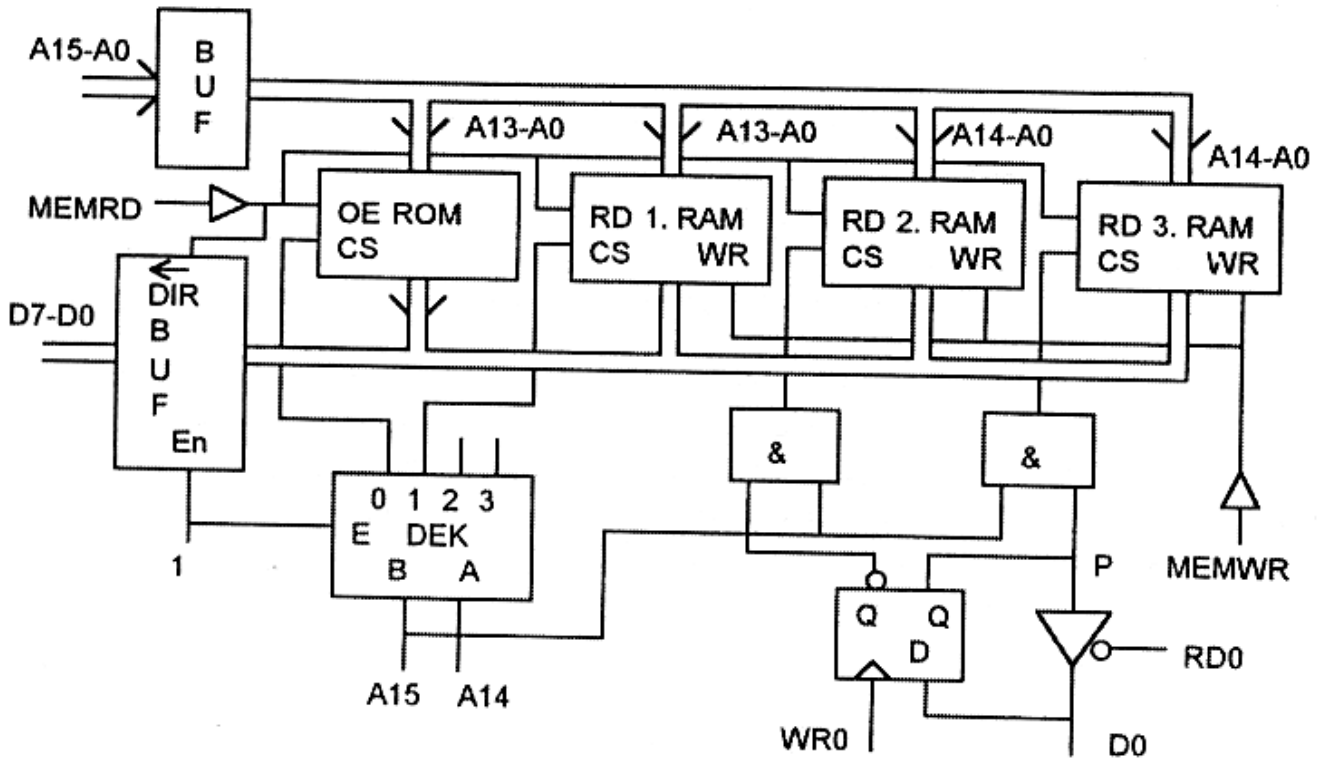 A15-A0
B
U
F
A13-A0
A13-A0
A14-A0
A14-A0
MEMRD
OE ROM
CS
RD 1. RAM
CS WR
RD 2. RAM
CS WR
RD 3. RAM
CS WR
D7-D0
DIR
B
U
F
En
1
0 1 2 3
E DEK
B A
A15 A14
&
&
Q Q
D
P
MEMWR
RD0
WR0
D0